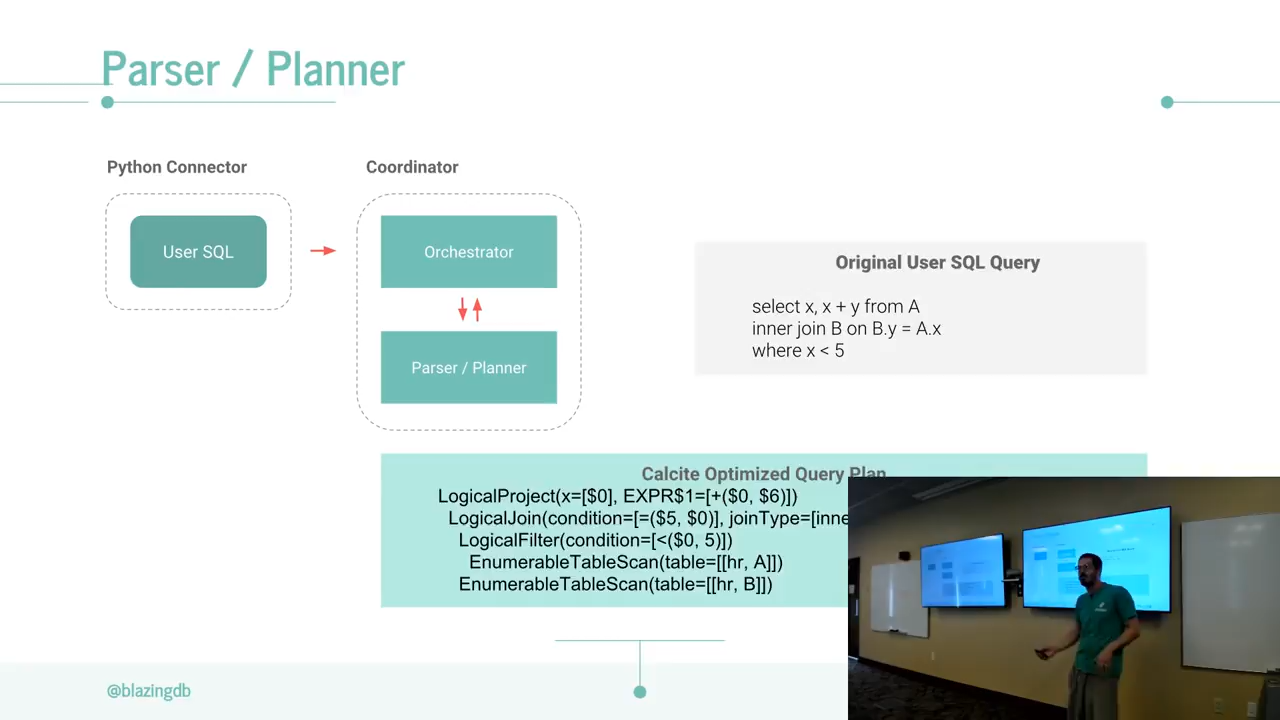 Parser / Planner
Python Connector
Coordinator
User SQL
Orchestrator
Parser / Planner
Original User SQL Query
select x, x + y from A
inner join B on B.y = A.x
where x < 5
Calcite Optimized Query Plan
LogicalProject(x=[$0], EXPR$1=[+($0, $6)])
LogicalJoin(condition=[=($5, $0)], joinType=[inne
LogicalFilter(condition=[<($0, 5)])
EnumerableTableScan(table=[[hr, A]])
EnumerableTableScan(table=[[hr, B]])
@blazingdb